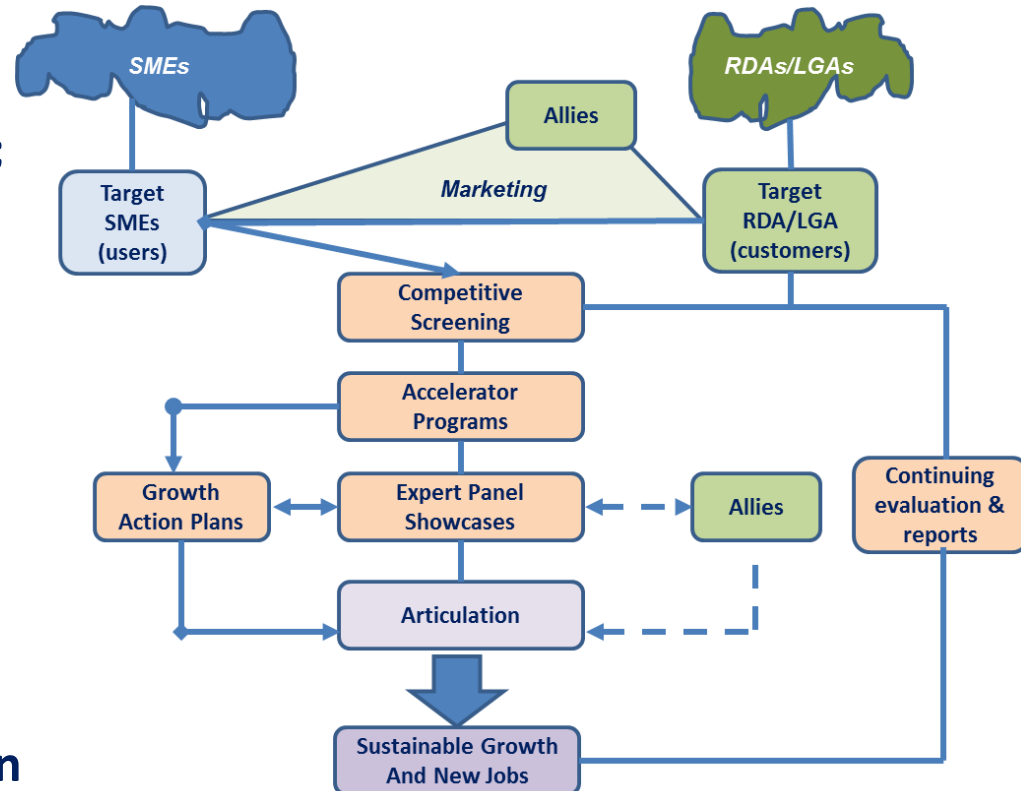 SMEs
RDAs/LGAs
Allies
Marketing
Target
SMEs
(users)
Target
RDA/LGA
(customers)
Competitive
Screening
Accelerator
Programs
Growth
Action Plans
Expert Panel
Showcases
Allies
Continuing
evaluation &
reports
Articulation
Sustainable Growth
And New Jobs
n